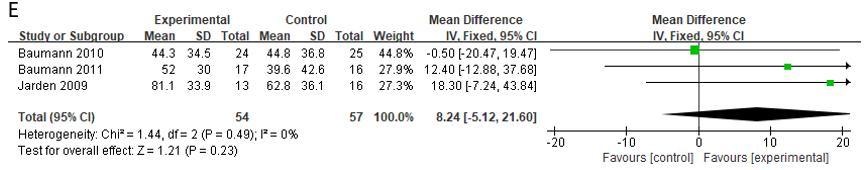 E
Experimental Control Mean Difference Mean Difference
Study or Subgroup Mean SD Total Mean SD Total Weight IV, Fixed, 95% CI IV, Fixed, 95% CI
Baumann 2010 44.3 34.5 24 44.8 36.8 25 44.8% -0.50 [-20.47, 19.47]
Baumann 2011 52 30 17 39.6 42.6 16 27.9% 12.40 [-12.88, 37.68]
Jarden 2009 81.1 33.9 13 62.8 36.1 16 27.3% 18.30 [-7.24, 43.84]
Total (95% CI) 54 57 100.0% 8.24 [-5.12, 21.60]
Heterogeneity: Chi² = 1.44, df = 2 (P = 0.49); I² = 0%
Test for overall effect: Z = 1.21 (P = 0.23)
-20 -10 0 10 20
Favours [control] Favours [experimental]